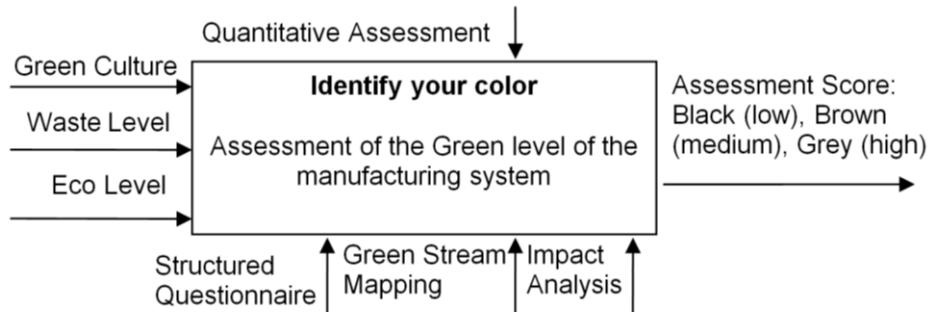 Quantitative Assessment
Green Culture
Waste Level
Eco Level
Identify your color
Assessment of the Green level of the
manufacturing system
Assessment Score:
Black (low), Brown
(medium), Grey (high)
Structured
Questionnaire
Green Stream
Mapping
Impact
Analysis